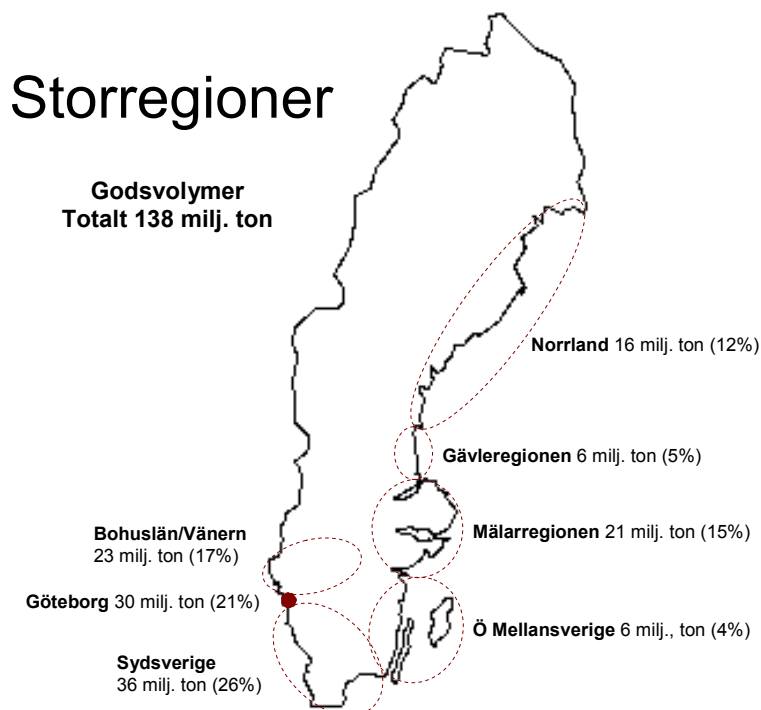 Storregioner
Godsvolymer
Totalt 138 milj. ton
Norrland 16 milj. ton (12%)
Gävleregionen 6 milj. ton (5%)
Mälarregionen 21 milj. ton (15%)
Bohuslän/Vänern
23 milj. ton (17%)
Göteborg 30 milj. ton (21%)
Ö Mellansverige 6 milj., ton (4%)
Sydsverige
36 milj. ton (26%)